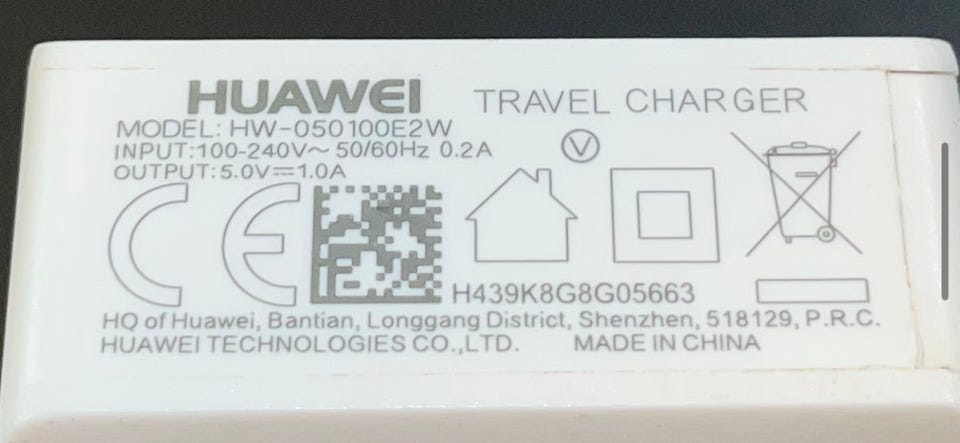 HUAWEI TRAVEL CHARGER
MODEL: HW-050100E2W
INPUT:100-240V~ 50/60Hz 0.2A
OUTPUT:5.0V⎓1.0A
V
CE
H439K8G8G05663
HQ of Huawei, Bantian, Longgang District, Shenzhen, 518129, P.R.C.
HUAWEI TECHNOLOGIES CO.,LTD. MADE IN CHINA